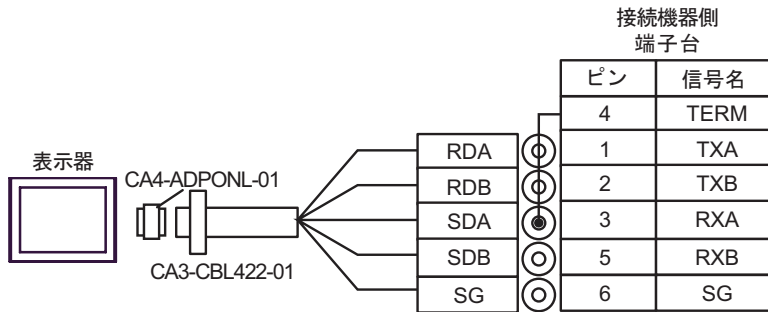 接続機器側
端子台
ピン 信号名
4 TERM
RDA 1 TXA
表示器
RDB 2 TXB
CA4-ADPONL-01
SDA 3 RXA
SDB 5 RXB
CA3-CBL422-01
SG 6 SG